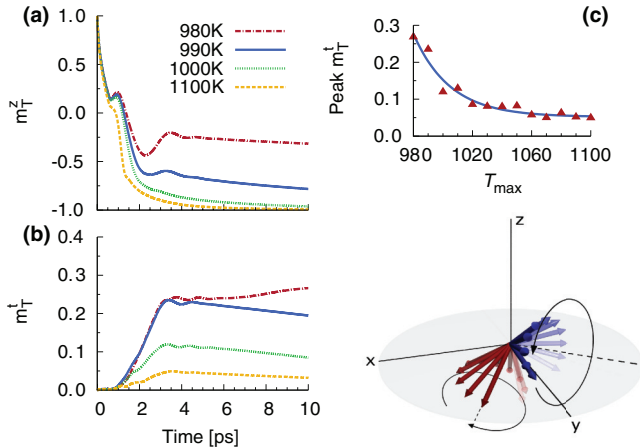 (a)
980K
990K
1000K
1100K
m_T^z
1.0
0.5
0.0
-0.5
-1.0
(b)
m_T^t
0.4
0.3
0.2
0.1
0.0
0 2 4 6 8 10
Time [ps]
(c)
Peak m_T^t
0.3
0.2
0.1
0.0
980 1020 1060 1100
T_max
z
x
y